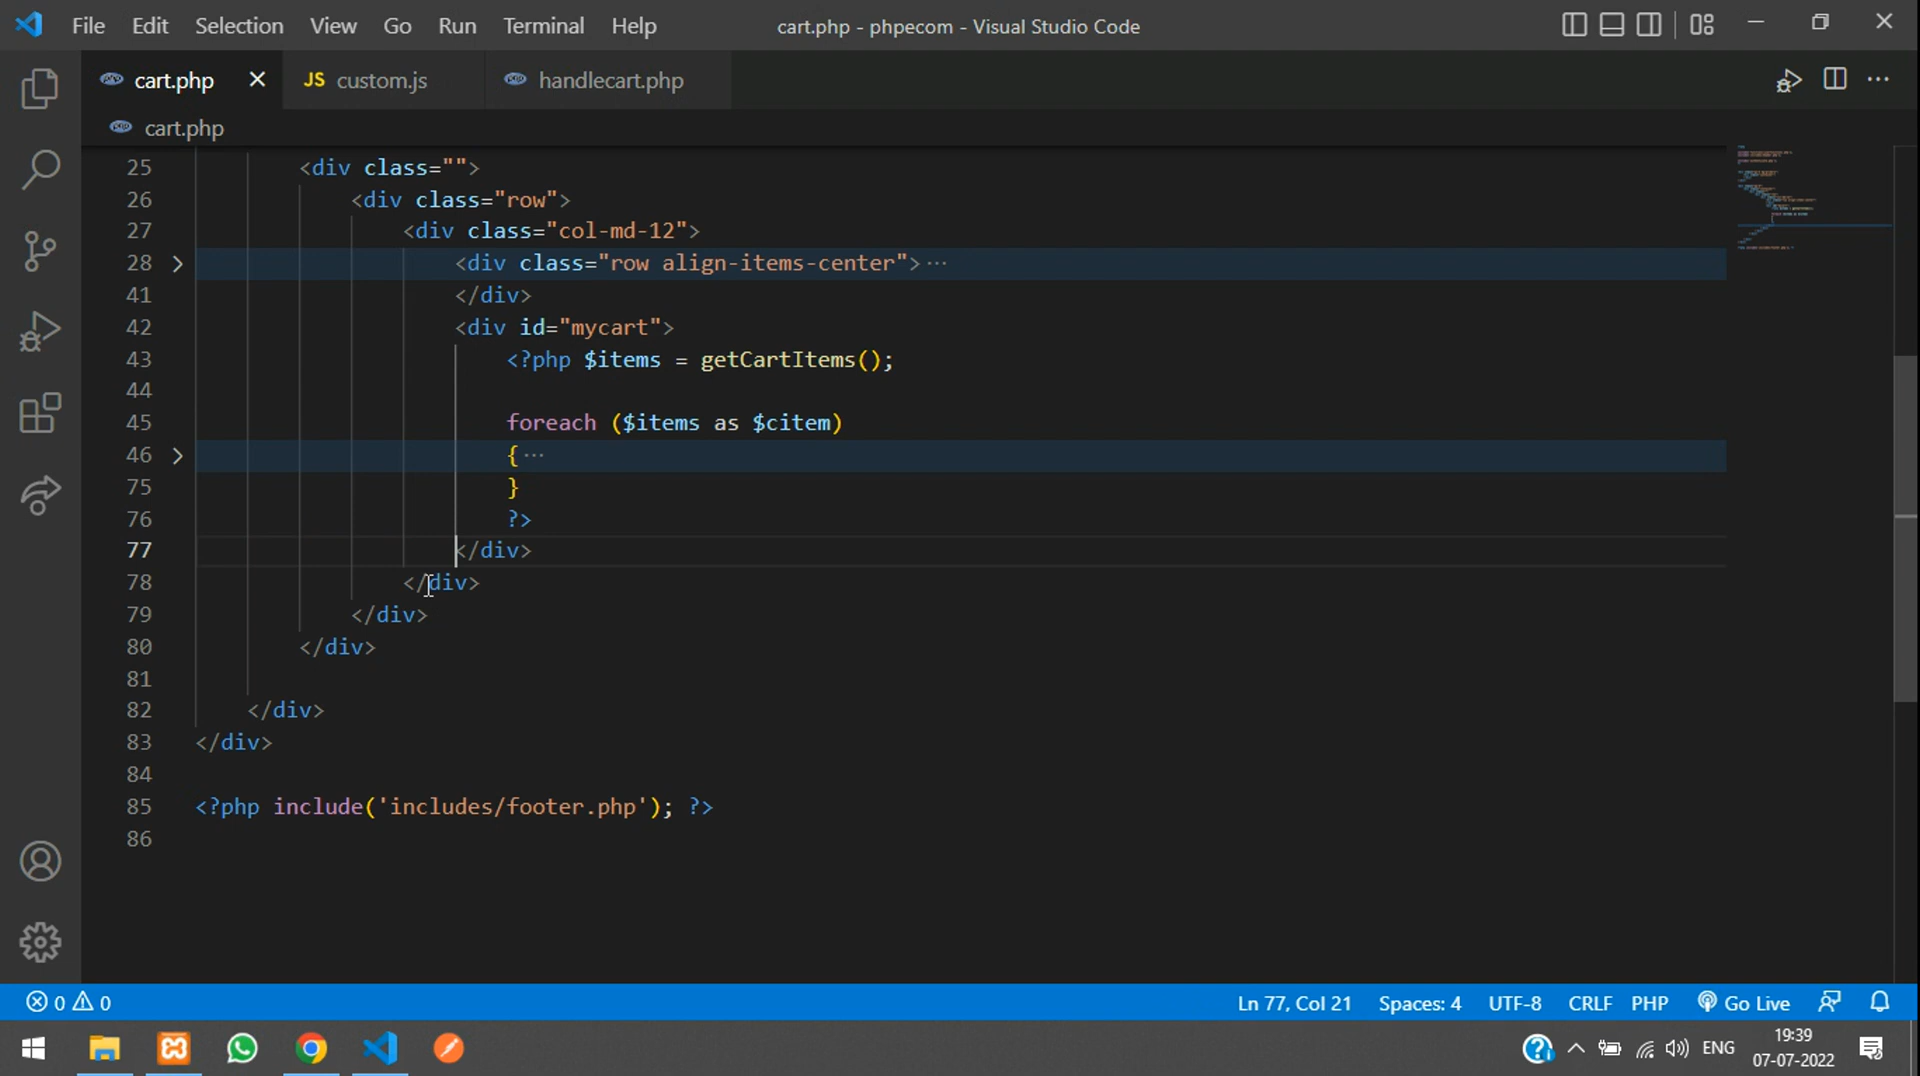 File Edit Selection View Go Run Terminal Help cart.php - phpecom - Visual Studio Code
cart.php JS custom.js handlecart.php
cart.php
25 <div class="">
26 <div class="row">
27 <div class="col-md-12">
28 <div class="row align-items-center">···
41 </div>
42 <div id="mycart">
43 <?php $items = getCartItems();
44
45 foreach ($items as $citem)
46 {···
75 }
76 ?>
77 </div>
78 </div>
79 </div>
80 </div>
81
82 </div>
83 </div>
84
85 <?php include('includes/footer.php'); ?>
86
0 0 Ln 77, Col 21 Spaces: 4 UTF-8 CRLF PHP Go Live
ENG 19:39
07-07-2022